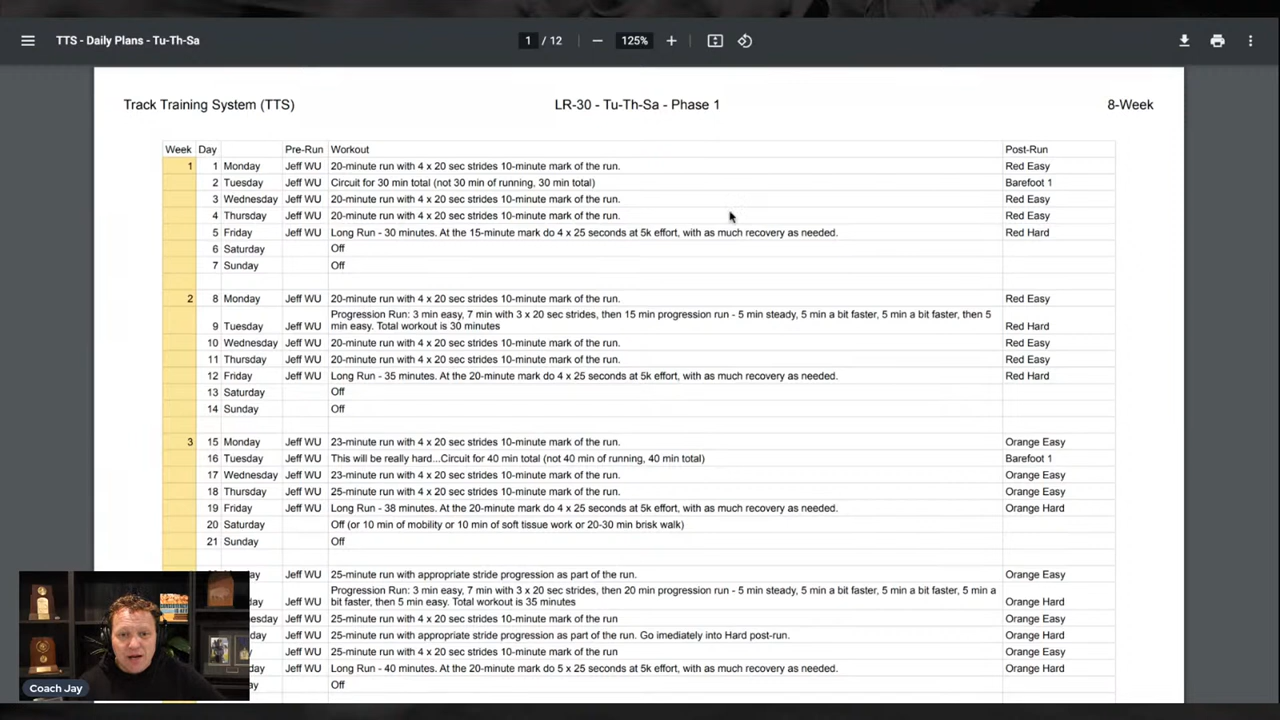 TTS - Daily Plans - Tu-Th-Sa 1 / 12 125%
Track Training System (TTS) LR-30 - Tu-Th-Sa - Phase 1 8-Week
Week Day Pre-Run Workout Post-Run
1 1 Monday Jeff WU 20-minute run with 4 x 20 sec strides 10-minute mark of the run. Red Easy
2 Tuesday Jeff WU Circuit for 30 min total (not 30 min of running, 30 min total) Barefoot 1
3 Wednesday Jeff WU 20-minute run with 4 x 20 sec strides 10-minute mark of the run. Red Easy
4 Thursday Jeff WU 20-minute run with 4 x 20 sec strides 10-minute mark of the run. Red Easy
5 Friday Jeff WU Long Run - 30 minutes. At the 15-minute mark do 4 x 25 seconds at 5k effort, with as much recovery as needed. Red Hard
6 Saturday Off
7 Sunday Off
2 8 Monday Jeff WU 20-minute run with 4 x 20 sec strides 10-minute mark of the run. Red Easy
Progression Run: 3 min easy, 7 min with 3 x 20 sec strides, then 15 min progression run - 5 min steady, 5 min a bit faster, 5 min a bit faster, then 5
9 Tuesday Jeff WU min easy. Total workout is 30 minutes Red Hard
10 Wednesday Jeff WU 20-minute run with 4 x 20 sec strides 10-minute mark of the run. Red Easy
11 Thursday Jeff WU 20-minute run with 4 x 20 sec strides 10-minute mark of the run. Red Easy
12 Friday Jeff WU Long Run - 35 minutes. At the 20-minute mark do 4 x 25 seconds at 5k effort, with as much recovery as needed. Red Hard
13 Saturday Off
14 Sunday Off
3 15 Monday Jeff WU 23-minute run with 4 x 20 sec strides 10-minute mark of the run. Orange Easy
16 Tuesday Jeff WU This will be really hard...Circuit for 40 min total (not 40 min of running, 40 min total) Barefoot 1
17 Wednesday Jeff WU 23-minute run with 4 x 20 sec strides 10-minute mark of the run. Orange Easy
18 Thursday Jeff WU 25-minute run with 4 x 20 sec strides 10-minute mark of the run. Orange Easy
19 Friday Jeff WU Long Run - 38 minutes. At the 20-minute mark do 4 x 25 seconds at 5k effort, with as much recovery as needed. Orange Hard
20 Saturday Off (or 10 min of mobility or 10 min of soft tissue work or 20-30 min brisk walk)
21 Sunday Off
Jeff WU 25-minute run with appropriate stride progression as part of the run. Orange Easy
Progression Run: 3 min easy, 7 min with 3 x 20 sec strides, then 20 min progression run - 5 min steady, 5 min a bit faster, 5 min a bit faster, 5 min a
Jeff WU bit faster, then 5 min easy. Total workout is 35 minutes Orange Hard
Jeff WU 25-minute run with 4 x 20 sec strides 10-minute mark of the run Orange Easy
Jeff WU 25-minute run with appropriate stride progression as part of the run. Go imediately into Hard post-run. Orange Hard
Jeff WU 25-minute run with 4 x 20 sec strides 10-minute mark of the run Orange Easy
Jeff WU Long Run - 40 minutes. At the 20-minute mark do 5 x 25 seconds at 5k effort, with as much recovery as needed. Orange Hard
Off
Coach Jay